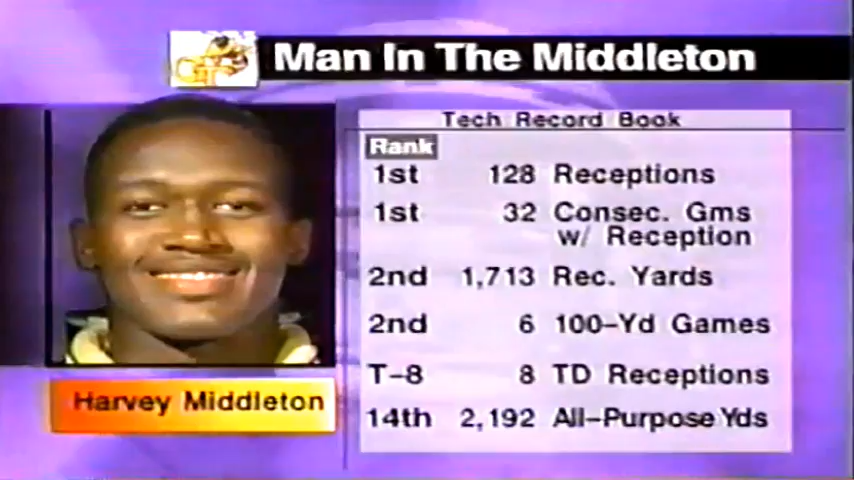 Man In The Middleton
Tech Record Book
Rank
1st 128 Receptions
1st 32 Consec. Gms
w/ Reception
2nd 1,713 Rec. Yards
2nd 6 100-Yd Games
T-8 8 TD Receptions
14th 2,192 All-Purpose Yds
Harvey Middleton